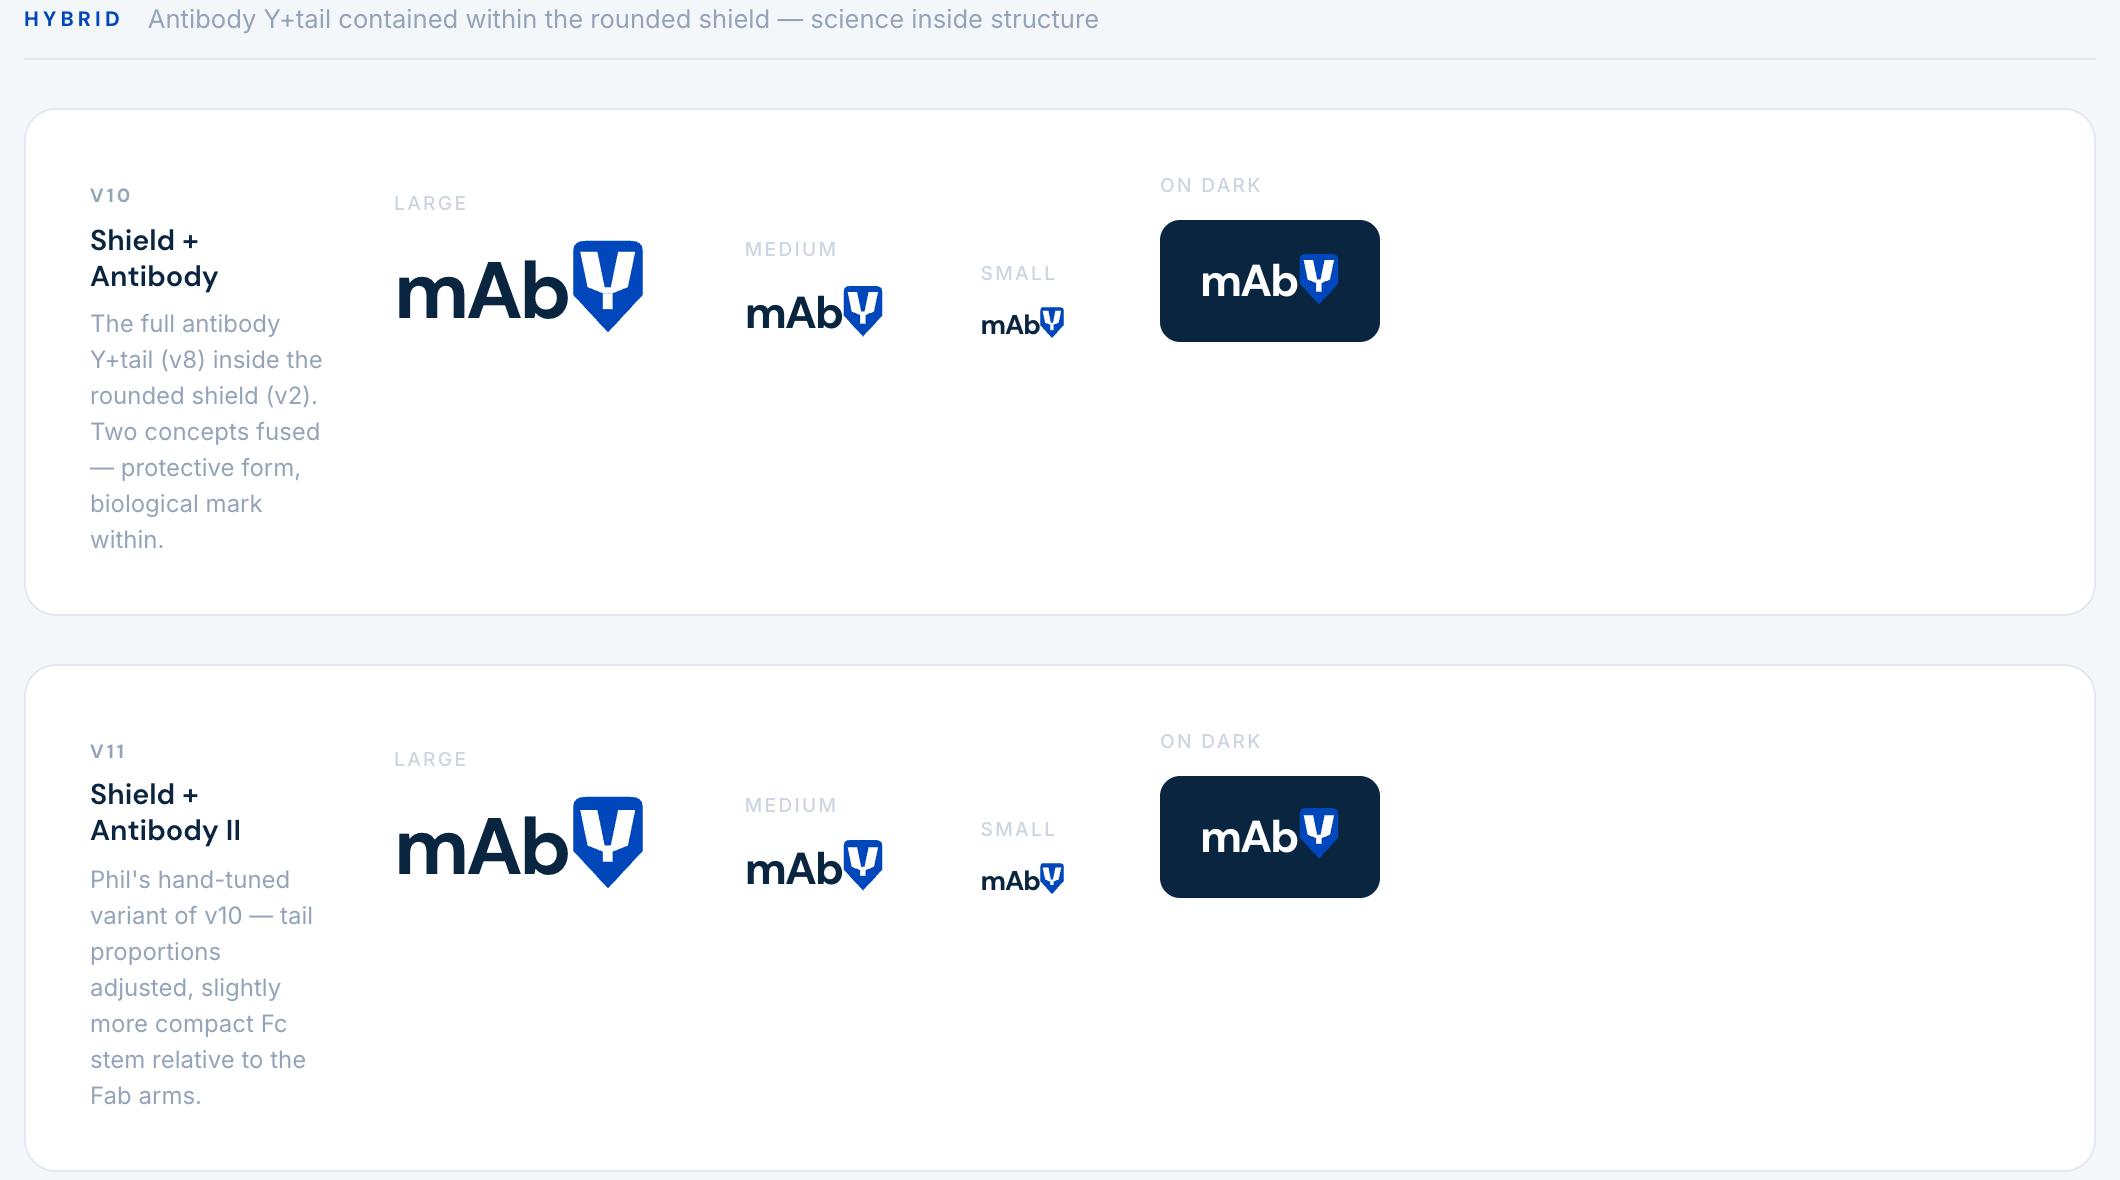 HYBRID Antibody Y+tail contained within the rounded shield — science inside structure
V10
Shield +
Antibody
The full antibody
Y+tail (v8) inside the
rounded shield (v2).
Two concepts fused
— protective form,
biological mark
within.
LARGE
mAb
MEDIUM
mAb
SMALL
mAb
ON DARK
mAb
V11
Shield +
Antibody II
Phil's hand-tuned
variant of v10 — tail
proportions
adjusted, slightly
more compact Fc
stem relative to the
Fab arms.
LARGE
mAb
MEDIUM
mAb
SMALL
mAb
ON DARK
mAb